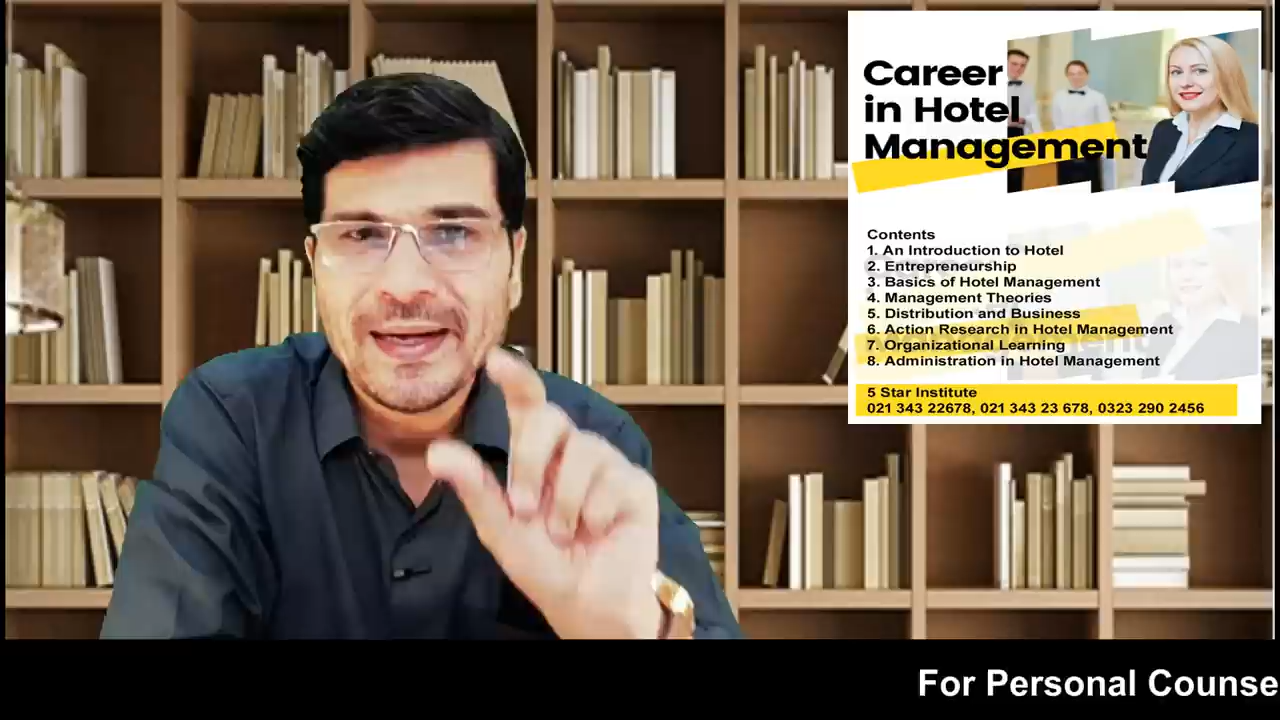 Career
in Hotel
Management
Contents
1. An Introduction to Hotel
2. Entrepreneurship
3. Basics of Hotel Management
4. Management Theories
5. Distribution and Business
6. Action Research in Hotel Management
7. Organizational Learning
8. Administration in Hotel Management
5 Star Institute
021 343 22678, 021 343 23 678, 0323 290 2456
For Personal Counse